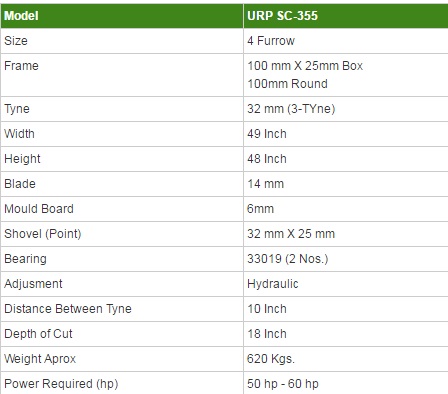 Model URP SC-355
Size 4 Furrow
Frame 100 mm X 25mm Box
100mm Round
Tyne 32 mm (3-TYne)
Width 49 Inch
Height 48 Inch
Blade 14 mm
Mould Board 6mm
Shovel (Point) 32 mm X 25 mm
Bearing 33019 (2 Nos.)
Adjusment Hydraulic
Distance Between Tyne 10 Inch
Depth of Cut 18 Inch
Weight Aprox 620 Kgs.
Power Required (hp) 50 hp - 60 hp